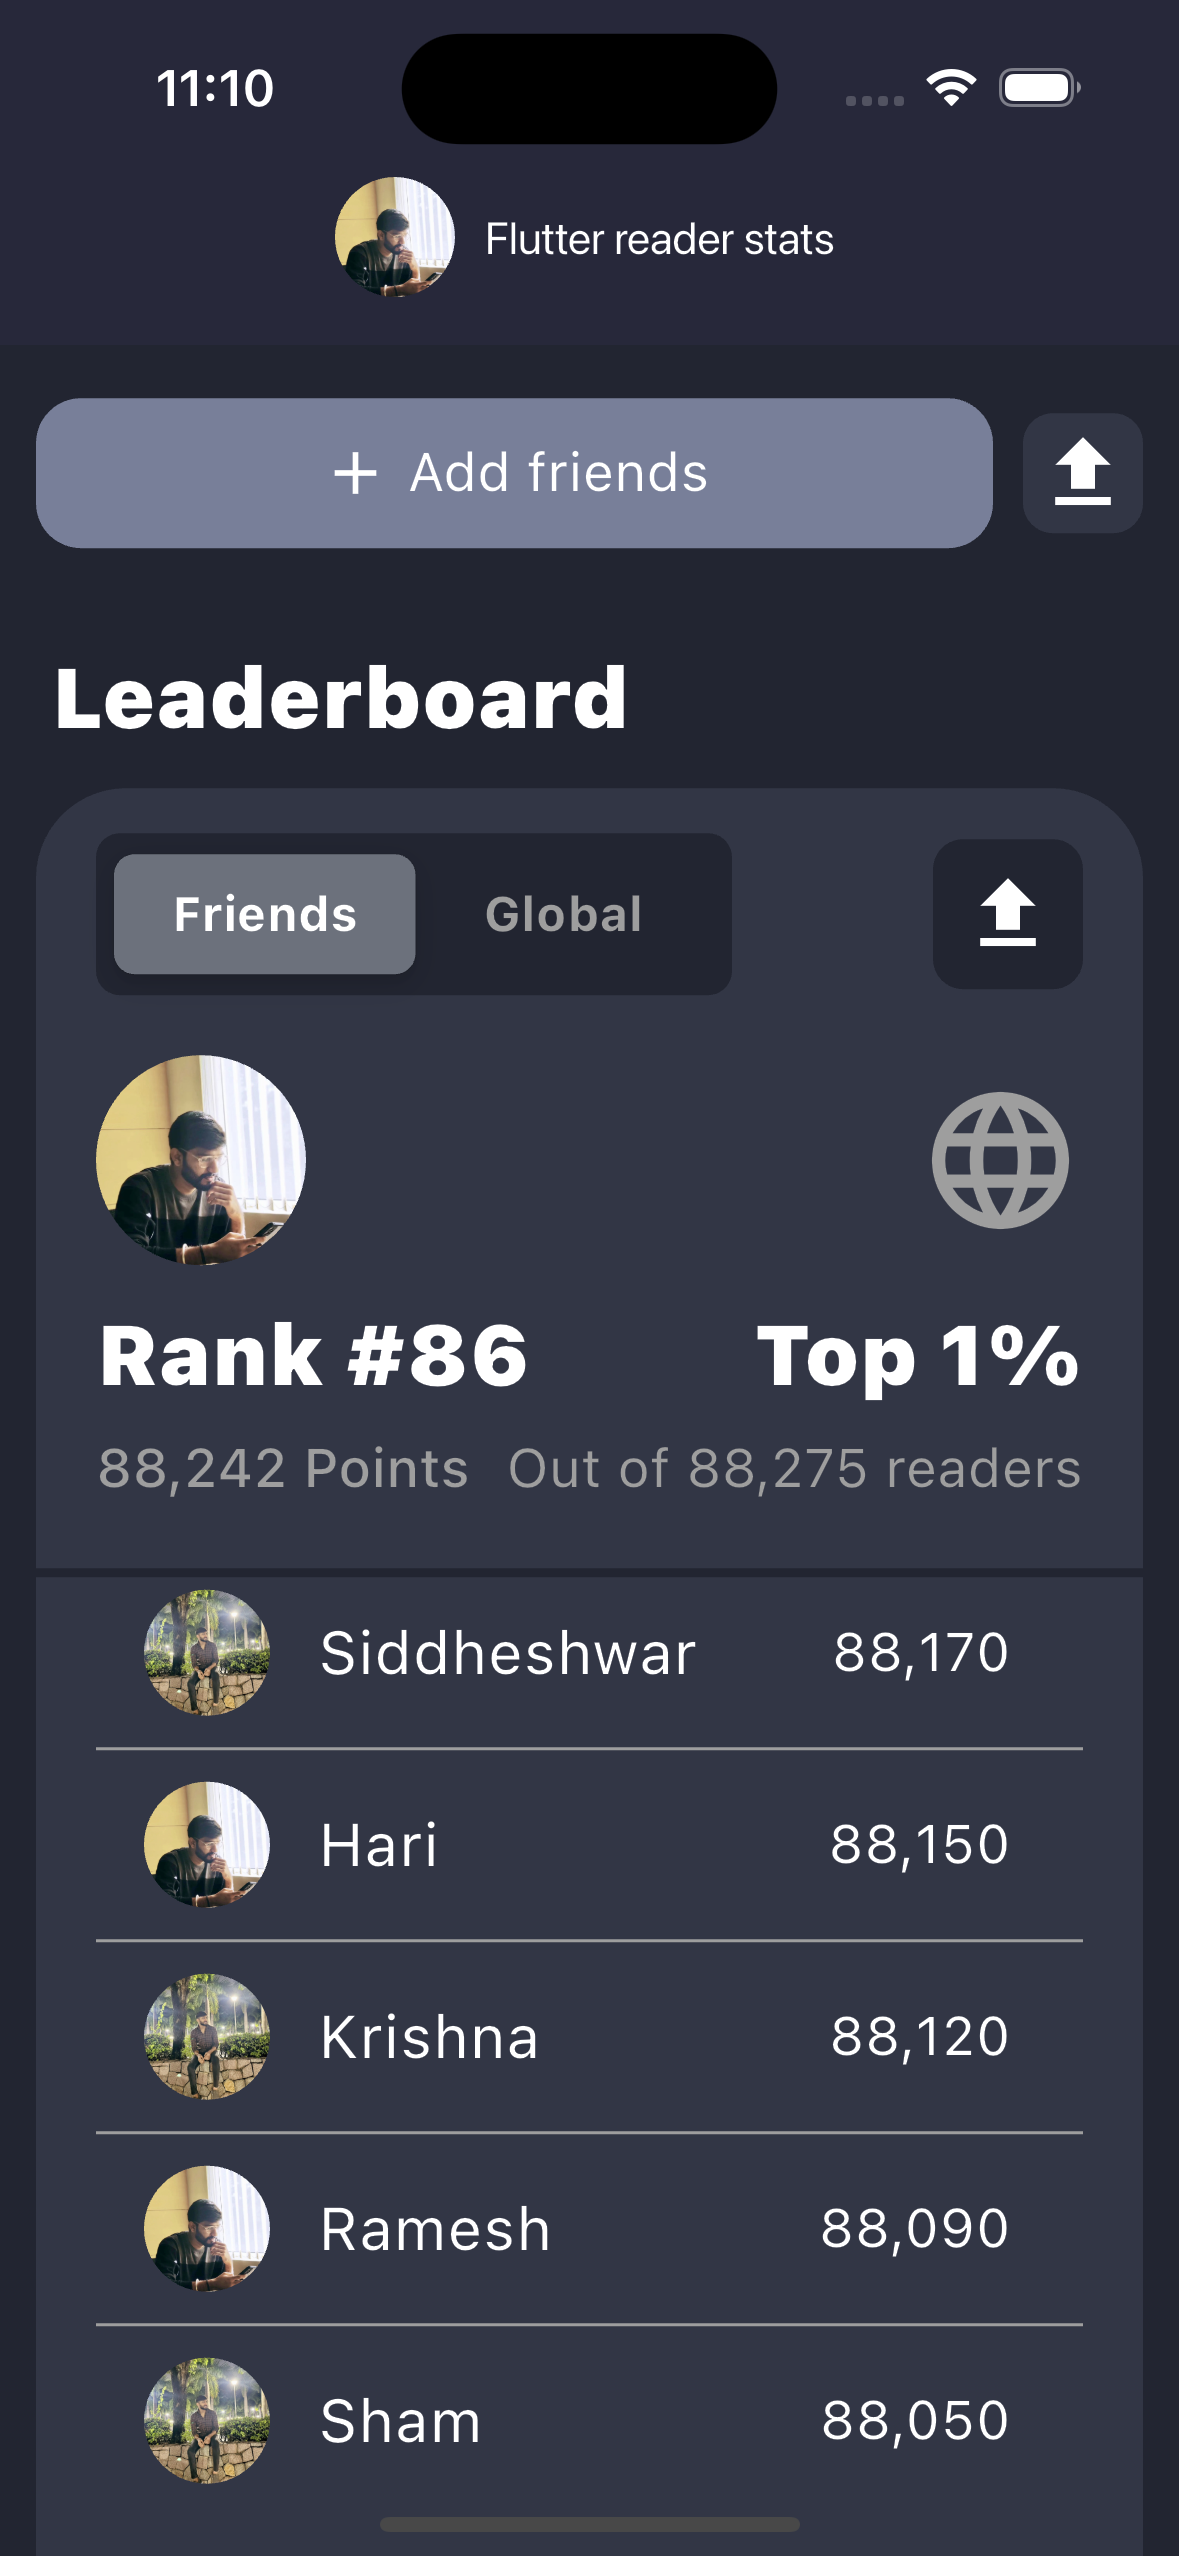 11:10
Flutter reader stats
+ Add friends
Leaderboard
Friends Global
Rank #86 Top 1%
88,242 Points Out of 88,275 readers
Siddheshwar 88,170
Hari 88,150
Krishna 88,120
Ramesh 88,090
Sham 88,050